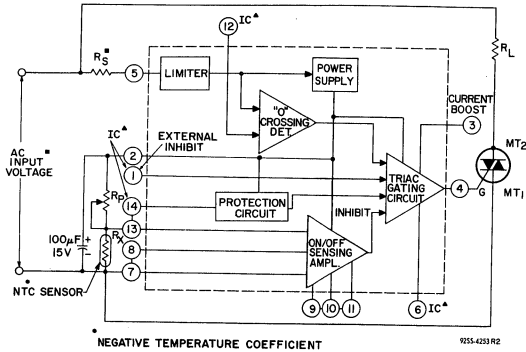 12
IC▲
RS■
5
LIMITER
POWER
SUPPLY
RL
"0"
CROSSING
DET.
CURRENT
BOOST
3
IC▲
EXTERNAL
INHIBIT
AC■
INPUT
VOLTAGE
2
1
MT2
MT1
TRIAC
GATING
CIRCUIT
4
G
RP
14
PROTECTION
CIRCUIT
INHIBIT
13
RX
100μF
15V
+
-
8
ON/OFF
SENSING
AMPL.
7
•NTC SENSOR
9
10
11
6
IC▲
•NEGATIVE TEMPERATURE COEFFICIENT
92SS-4253 R2